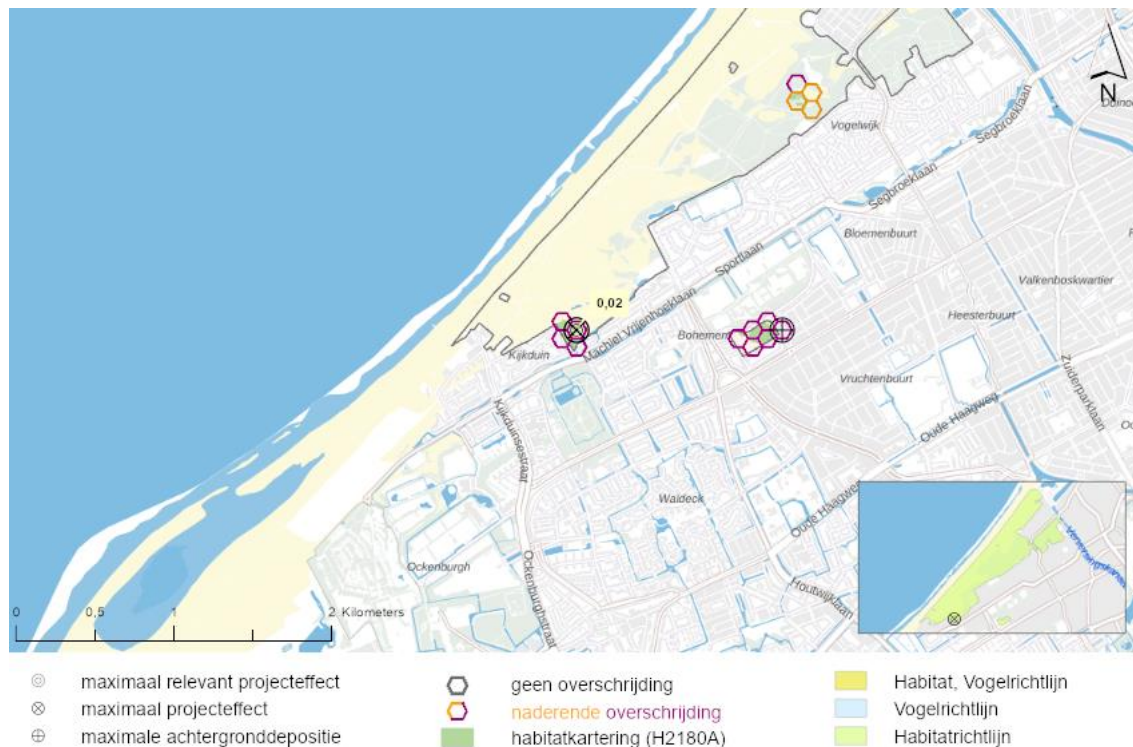 N
Duino
Vogelwijk
Segbroeklaan
Segbroeklaan
Bloemenbuurt
Sportlaan
Valkenboskwartier
0,02
Machiel Vrijenhoeklaan
Heesterbuurt
Bohemen
Kijkduin
Zuiderparklaan
Vruchtenbuurt
Oude Haagweg
Kijkduinsestraat
Waldeck
Oude Haagweg
Ockenburgh
Ockenburghstraat
Houtwijklaan
0 0,5 1 2 Kilometers
maximaal relevant projecteffect
maximaal projecteffect
maximale achtergronddepositie
geen overschrijding
naderende overschrijding
habitatkartering (H2180A)
Habitat, Vogelrichtlijn
Vogelrichtlijn
Habitatrichtlijn